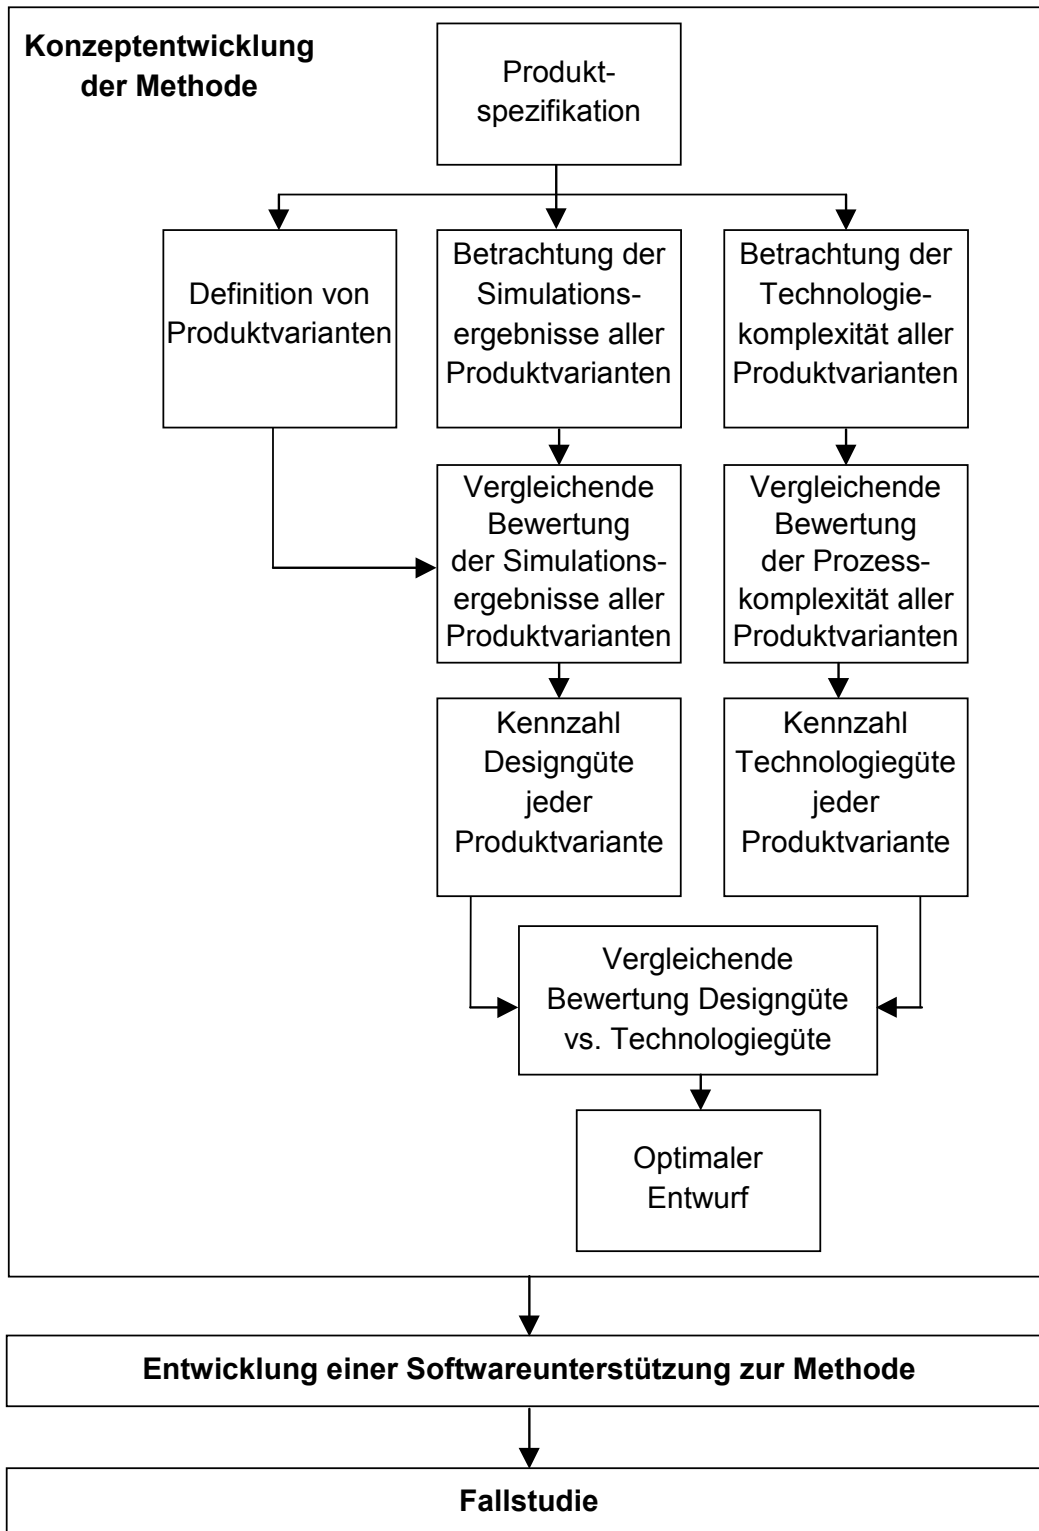 Konzeptentwicklung
der Methode
Produkt-
spezifikation
Definition von
Produktvarianten
Betrachtung der
Simulations-
ergebnisse aller
Produktvarianten
Betrachtung der
Technologie-
komplexität aller
Produktvarianten
Vergleichende
Bewertung
der Simulations-
ergebnisse aller
Produktvarianten
Vergleichende
Bewertung
der Prozess-
komplexität aller
Produktvarianten
Kennzahl
Designgüte
jeder
Produktvariante
Kennzahl
Technologiegüte
jeder
Produktvariante
Vergleichende
Bewertung Designgüte
vs. Technologiegüte
Optimaler
Entwurf
Entwicklung einer Softwareunterstützung zur Methode
Fallstudie